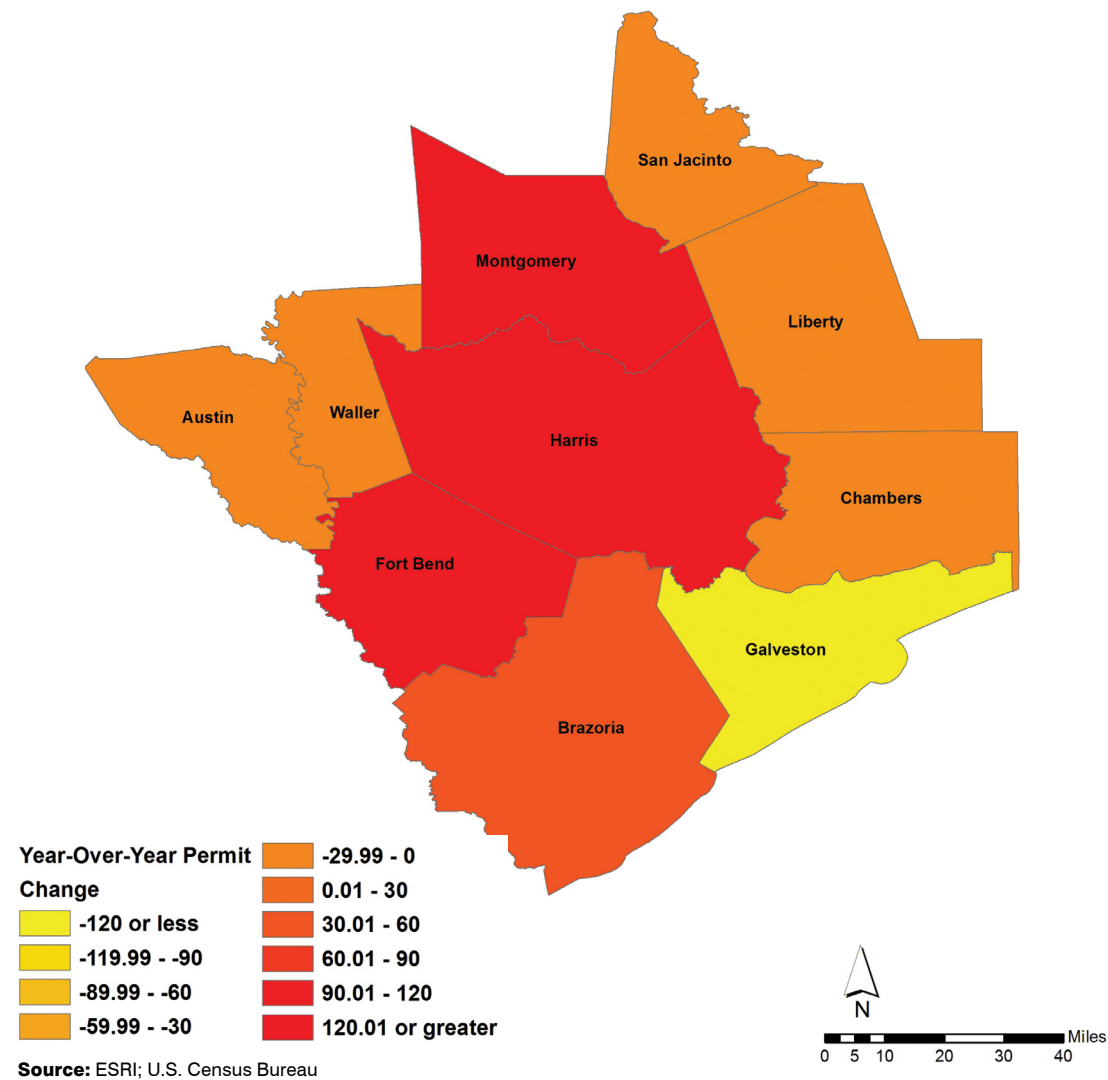 San Jacinto
Montgomery
Liberty
Austin
Waller
Harris
Chambers
Fort Bend
Galveston
Brazoria
Year-Over-Year Permit
Change
-120 or less
-119.99 - -90
-89.99 - -60
-59.99 - -30
-29.99 - 0
0.01 - 30
30.01 - 60
60.01 - 90
90.01 - 120
120.01 or greater
N
Miles
0 5 10 20 30 40
Source: ESRI; U.S. Census Bureau